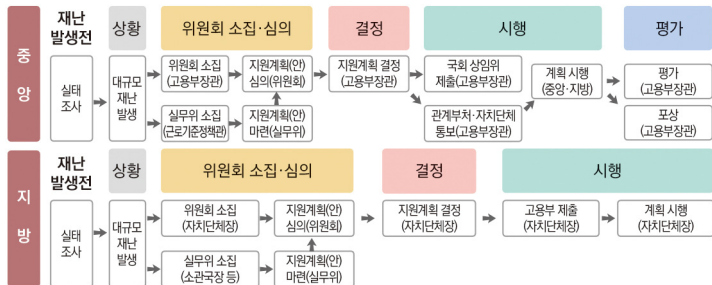 중앙
재난
발생전
상황
위원회 소집·심의
결정
시행
평가
실태
조사
대규모
재난
발생
위원회 소집
(고용부장관)
지원계획(안)
심의(위원회)
실무위 소집
(근로기준정책관)
지원계획(안)
마련(실무위)
지원계획 결정
(고용부장관)
국회 상임위
제출(고용부장관)
관계부처·자치단체
통보(고용부장관)
계획 시행
(중앙·지방)
평가
(고용부장관)
포상
(고용부장관)
지방
재난
발생전
상황
위원회 소집·심의
결정
시행
실태
조사
대규모
재난
발생
위원회 소집
(자치단체장)
지원계획(안)
심의(위원회)
실무위 소집
(소관국장 등)
지원계획(안)
마련(실무위)
지원계획 결정
(자치단체장)
고용부 제출
(자치단체장)
계획 시행
(자치단체장)